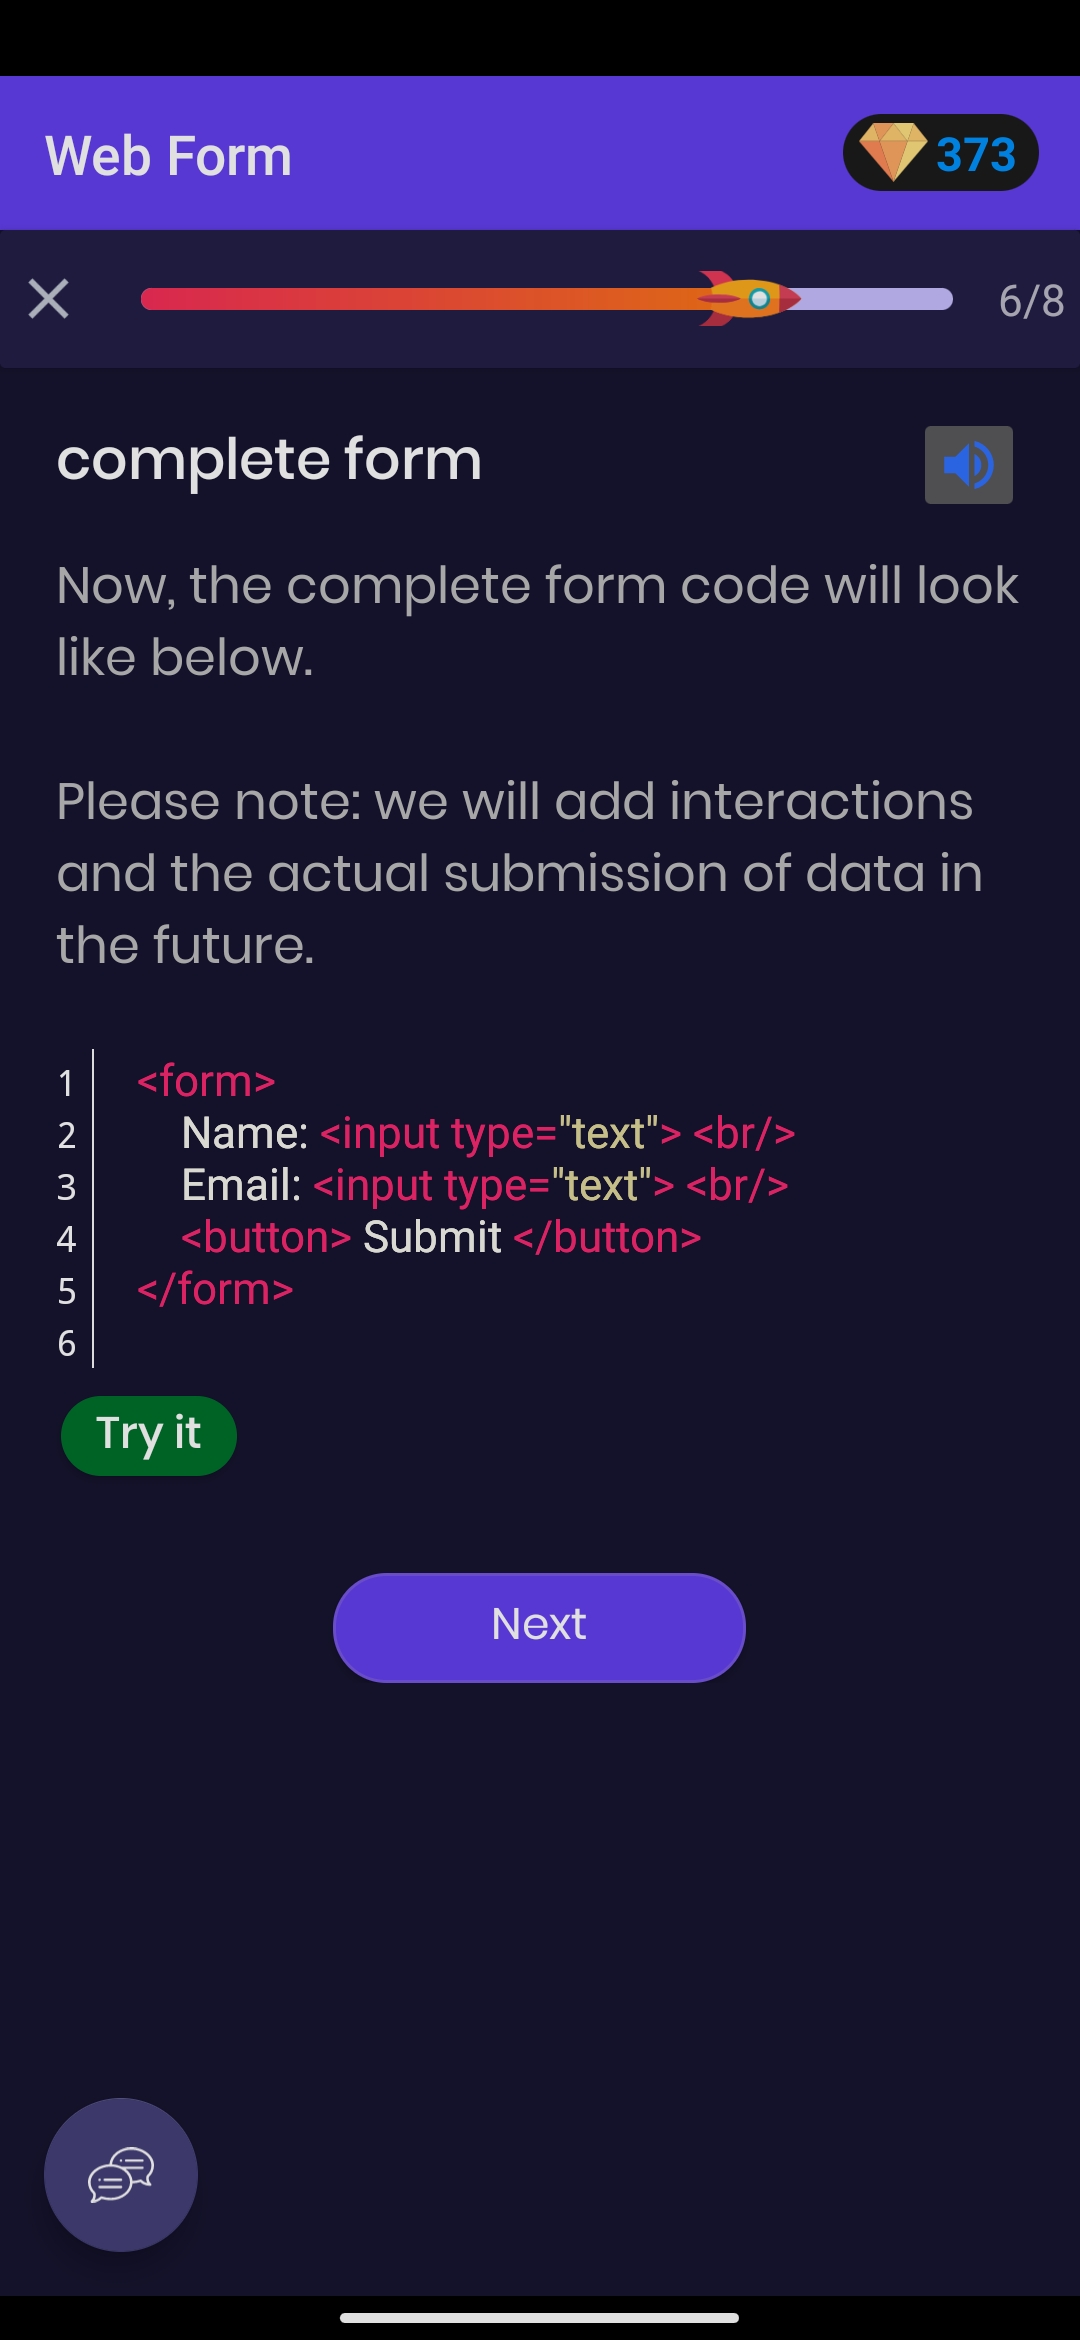 Web Form
373
6/8
complete form
Now, the complete form code will look
like below.
Please note: we will add interactions
and the actual submission of data in
the future.
1 <form>
2 Name: <input type="text"> <br/>
3 Email: <input type="text"> <br/>
4 <button> Submit </button>
5 </form>
6
Try it
Next